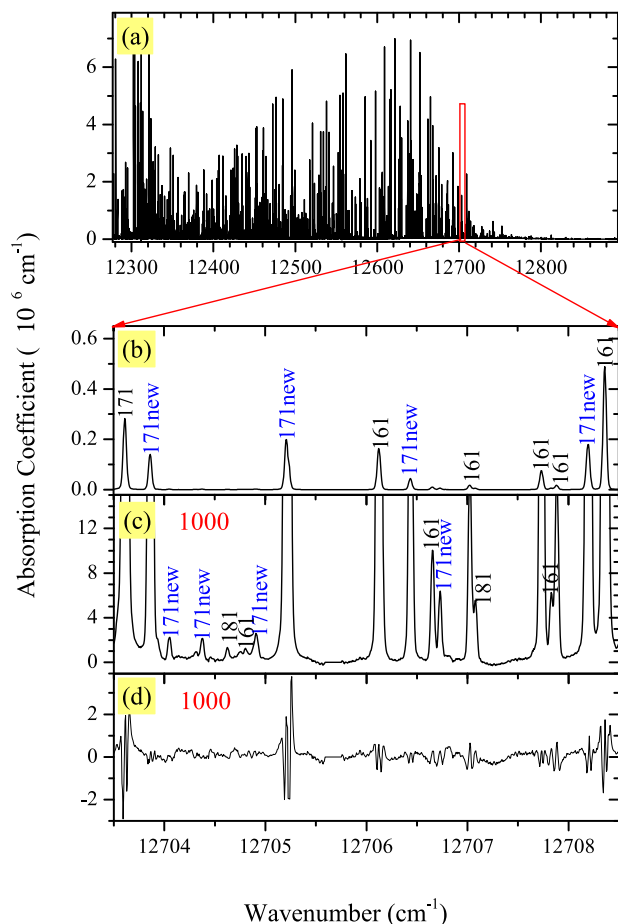 Absorption Coefficient ( 10⁶ cm⁻¹)
(a)
6
4
2
0
12300 12400 12500 12600 12700 12800
(b)
0.6
0.4
0.2
0.0
171
171new
171new
161
171new
161
161
161
171new
161
(c)
1000
12
8
4
0
171new
171new
181
161
171new
161
171new
181
161
(d)
1000
2
0
-2
12704 12705 12706 12707 12708
Wavenumber (cm⁻¹)